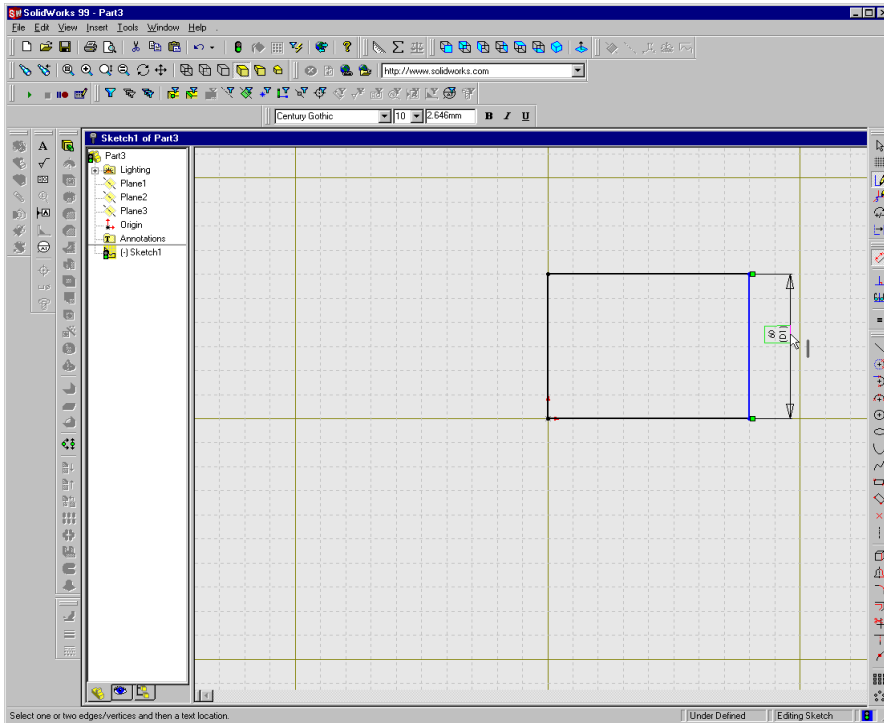 SolidWorks 99 - Part3
File Edit View Insert Tools Window Help
http://www.solidworks.com
Century Gothic 10 2.646mm B I U
Sketch1 of Part3
Part3
Lighting
Plane1
Plane2
Plane3
Origin
Annotations
(-) Sketch1
60
(D1)
Select one or two edges/vertices and then a text location.
Under Defined Editing Sketch